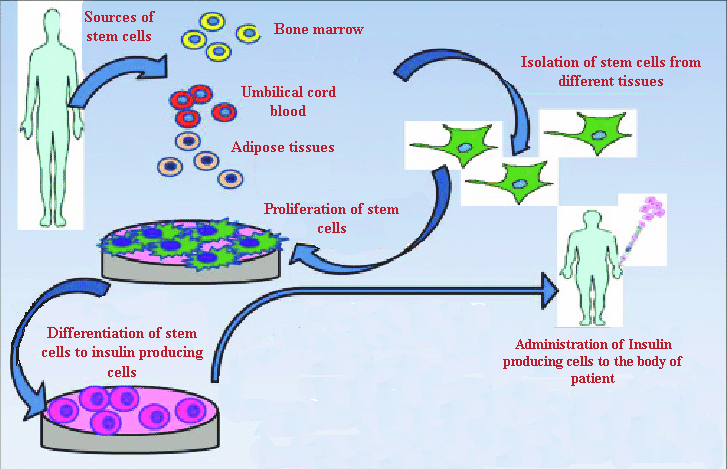 Sources of
stem cells
Bone marrow
Umbilical cord
blood
Adipose tissues
Isolation of stem cells from
different tissues
Proliferation of stem
cells
Differentiation of stem
cells to insulin producing
cells
Administration of Insulin
producing cells to the body of
patient